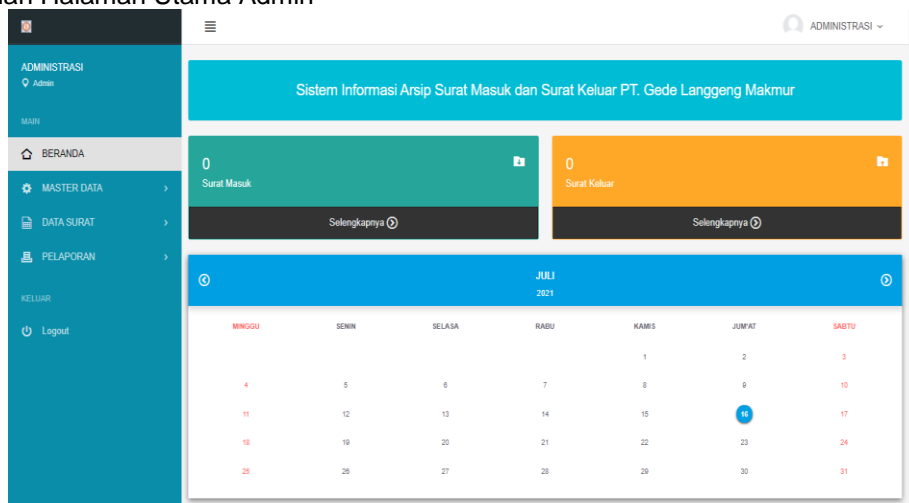 ADMINISTRASI
ADMINISTRASI
Admin
Sistem Informasi Arsip Surat Masuk dan Surat Keluar PT. Gede Langgeng Makmur
MAIN
BERANDA
MASTER DATA
DATA SURAT
PELAPORAN
KELUAR
Logout
0
Surat Masuk
Selengkapnya
0
Surat Keluar
Selengkapnya
JULI
2021
MINGGU SENIN SELASA RABU KAMIS JUM'AT SABTU
1 2 3
4 5 6 7 8 9 10
11 12 13 14 15 16 17
18 19 20 21 22 23 24
25 26 27 28 29 30 31